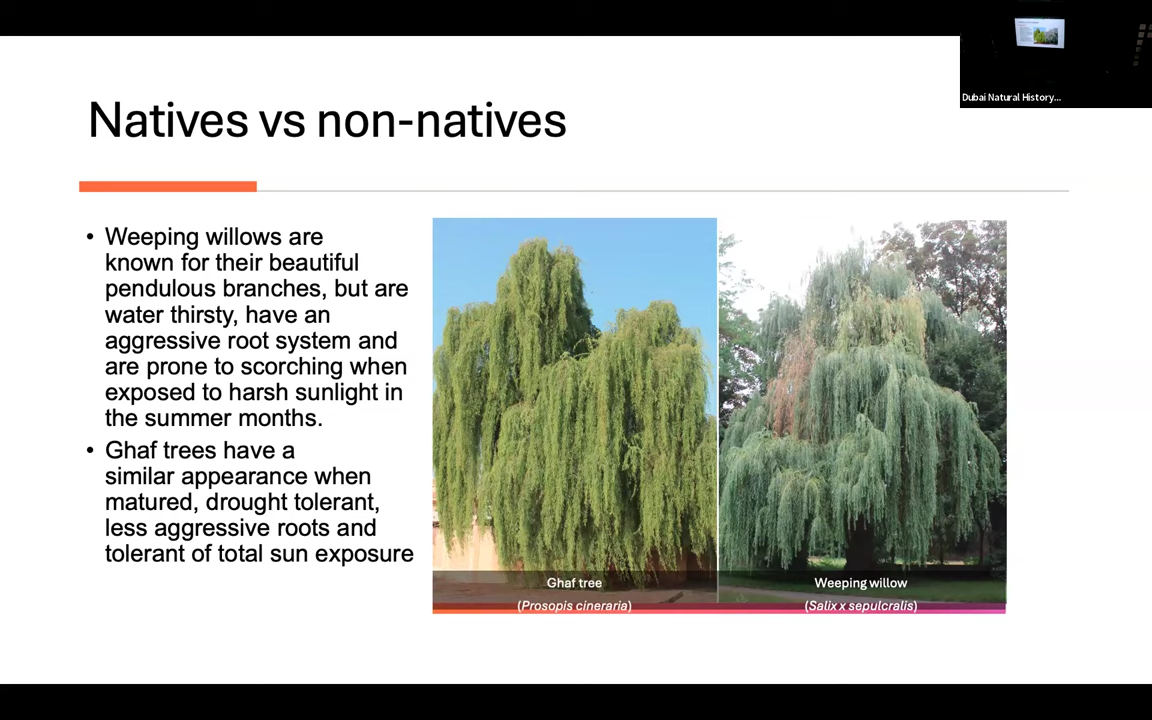 Dubai Natural History...
Natives vs non-natives
• Weeping willows are
known for their beautiful
pendulous branches, but are
water thirsty, have an
aggressive root system and
are prone to scorching when
exposed to harsh sunlight in
the summer months.
• Ghaf trees have a
similar appearance when
matured, drought tolerant,
less aggressive roots and
tolerant of total sun exposure
Ghaf tree
(Prosopis cineraria)
Weeping willow
(Salix x sepulcralis)